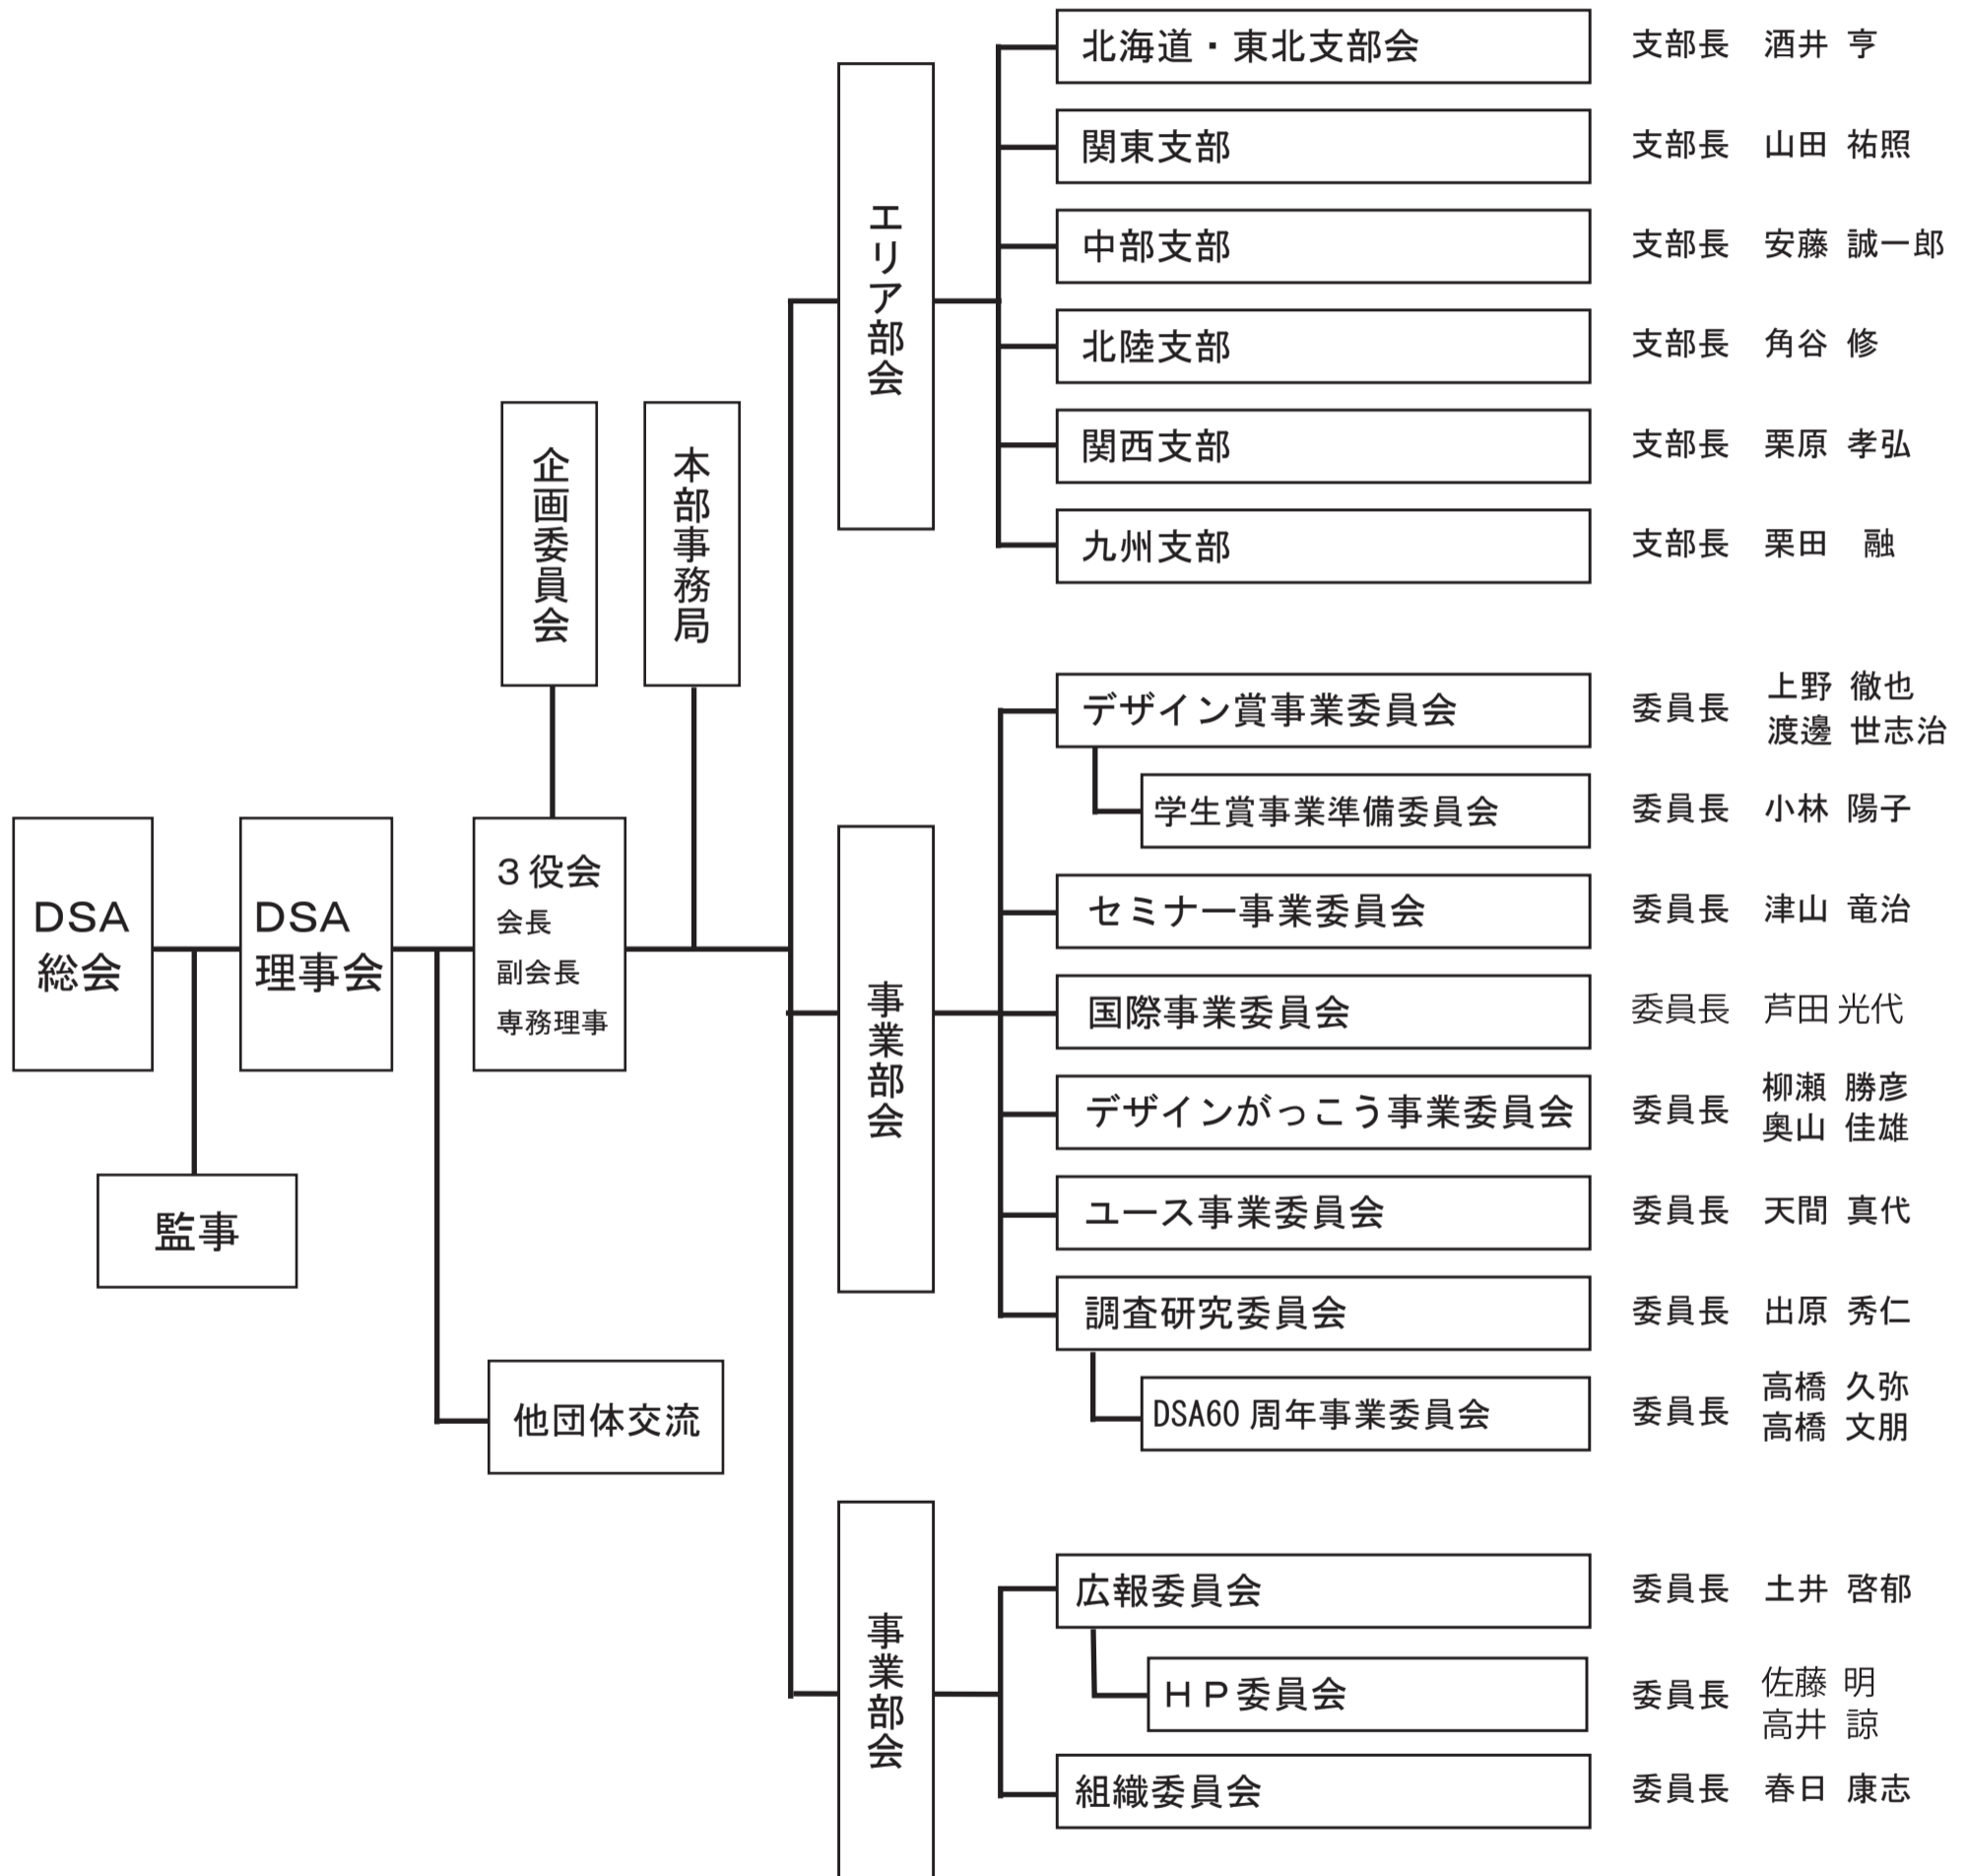 DSA
総会
監事
DSA
理事会
他団体交流
3役会
会長
副会長
専務理事
企画委員会
本部事務局
エリア部会
北海道・東北支部会 支部長 酒井 亨
関東支部 支部長 山田 祐照
中部支部 支部長 安藤 誠一郎
北陸支部 支部長 角谷 修
関西支部 支部長 栗原 孝弘
九州支部 支部長 栗田 融
事業部会
デザイン賞事業委員会 委員長 上野 徹也
渡邊 世志治
学生賞事業準備委員会 委員長 小林 陽子
セミナー事業委員会 委員長 津山 竜治
国際事業委員会 委員長 芦田 光代
デザインがっこう事業委員会 委員長 柳瀬 勝彦
奥山 佳雄
ユース事業委員会 委員長 天間 真代
調査研究委員会 委員長 出原 秀仁
DSA60 周年事業委員会 委員長 高橋 久弥
高橋 文朋
事業部会
広報委員会 委員長 土井 啓郁
HP委員会 委員長 佐藤 明
高井 諒
組織委員会 委員長 春日 康志